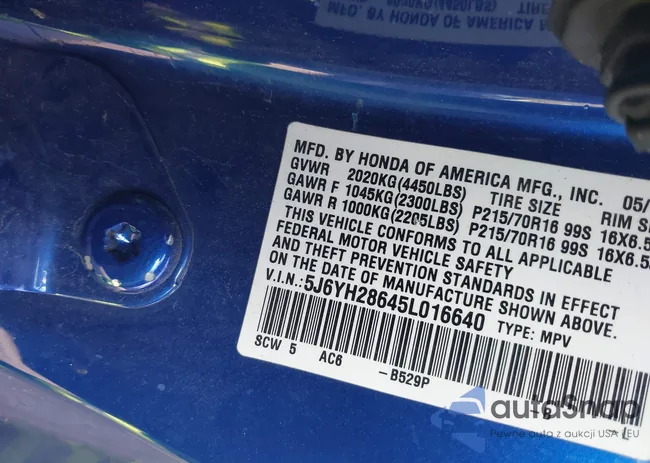 MFD. BY HONDA OF AMERICA MFG., INC. 05/
GVWR 2020KG(4450LBS) TIRE SIZE RIM S
GAWR F 1045KG(2300LBS) P215/70R16 99S 16X6.5
GAWR R 1000KG(2205LBS) P215/70R16 99S 16X6.5
THIS VEHICLE CONFORMS TO ALL APPLICABLE
FEDERAL MOTOR VEHICLE SAFETY
AND THEFT PREVENTION STANDARDS IN EFFECT
ON THE DATE OF MANUFACTURE SHOWN ABOVE.
V.I.N.:5J6YH28645L016640 TYPE: MPV
SCW 5 AC6 -B529P
autoSnap
Pewne auta z aukcji USA i EU